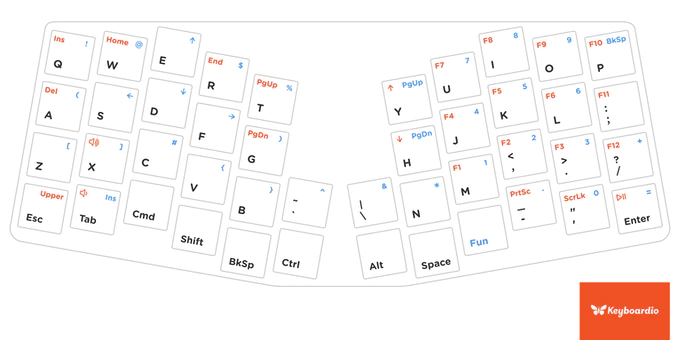 Ins ! Q
Home @ W
↑ E
End $ R
PgUp % T
↑ PgUp Y
F7 7 U
F8 8 I
F9 9 O
F10 BkSp P
Del ( A
← S
↓ D
→ F
PgDn ) G
↓ PgDn H
F4 4 J
F5 5 K
F6 6 L
F11 : ;
[ Z
] X
# C
{ V
} B
^
& | \
* N
F1 1 M
F2 2 < ,
F3 3 > .
F12 + ? /
Upper Esc
Ins Tab
Cmd
Shift
BkSp
Ctrl
Alt
Space
Fun
PrtSc - _ -
ScrLk 0 " '
= Enter
Keyboardio